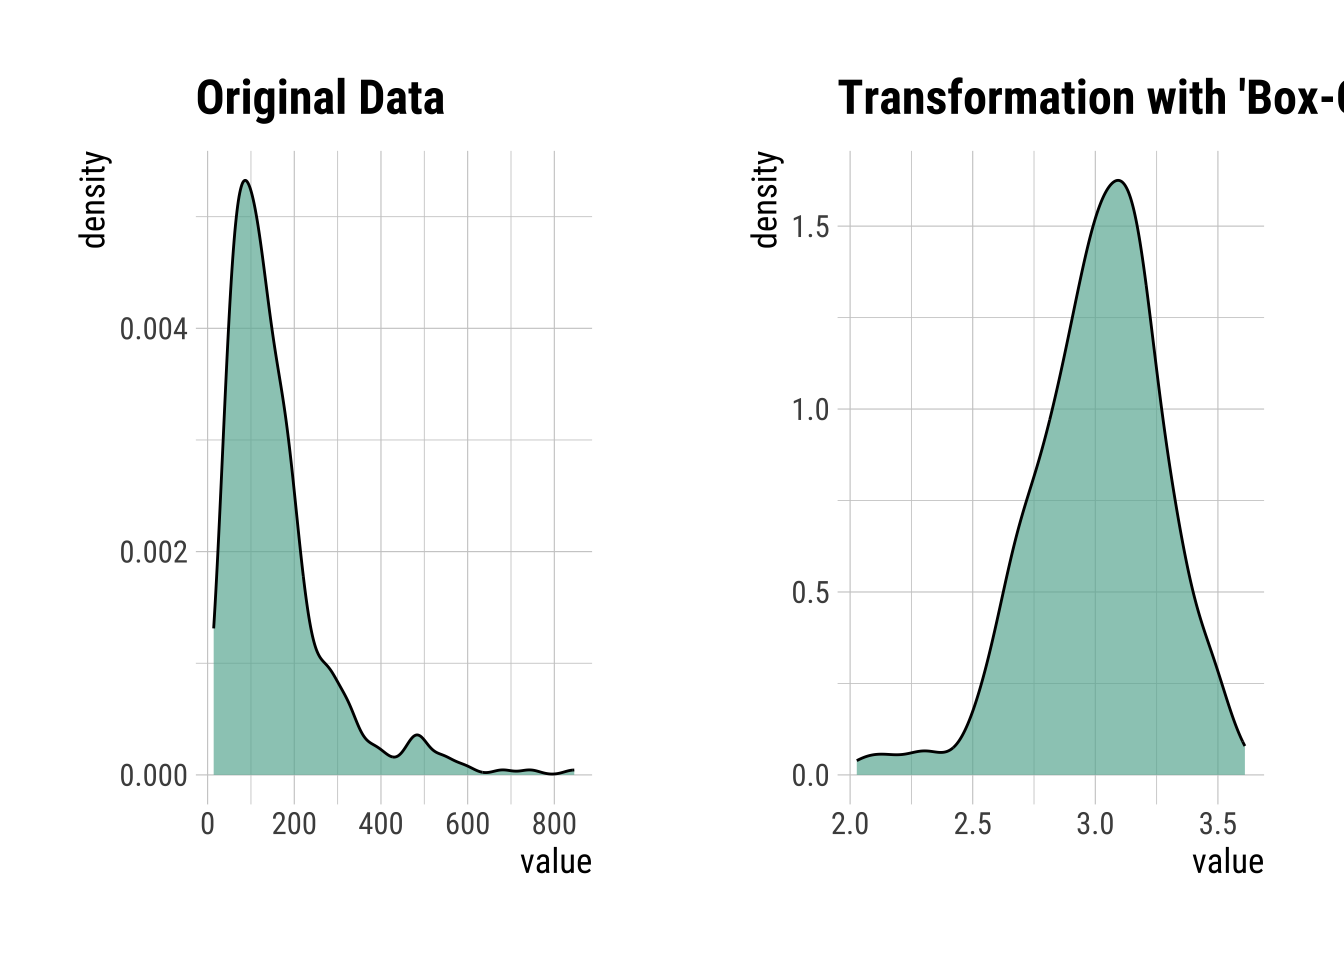 Original Data
density
0.004
0.002
0.000
0 200 400 600 800
value
Transformation with 'Box-
density
1.5
1.0
0.5
0.0
2.0 2.5 3.0 3.5
value